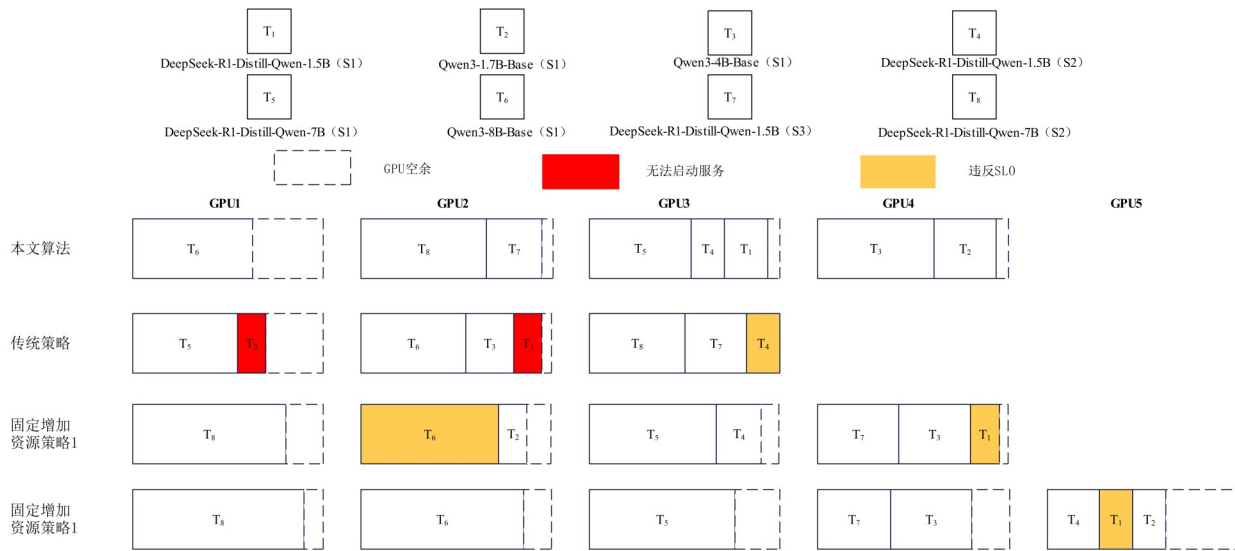 T₁ T₂ T₃ T₄
DeepSeek-R1-Distill-Qwen-1.5B（S1） Qwen3-1.7B-Base（S1） Qwen3-4B-Base（S1） DeepSeek-R1-Distill-Qwen-1.5B（S2）
T₅ T₆ T₇ T₈
DeepSeek-R1-Distill-Qwen-7B（S1） Qwen3-8B-Base（S1） DeepSeek-R1-Distill-Qwen-1.5B（S3） DeepSeek-R1-Distill-Qwen-7B（S2）
GPU空余 无法启动服务 违反SLO
GPU1 GPU2 GPU3 GPU4 GPU5
本文算法 T₆ T₈ T₇ T₅ T₄ T₁ T₃ T₂
传统策略 T₅ T₂ T₆ T₃ T₁ T₈ T₇ T₄
固定增加
资源策略1 T₈ T₆ T₂ T₅ T₄ T₇ T₃ T₁
固定增加
资源策略1 T₈ T₆ T₅ T₇ T₃ T₄ T₁ T₂